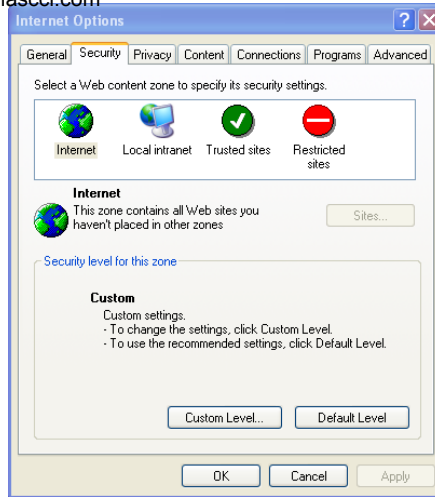 Internet Options
General Security Privacy Content Connections Programs Advanced
Select a Web content zone to specify its security settings.
Internet Local intranet Trusted sites Restricted sites
Internet
This zone contains all Web sites you
haven't placed in other zones
Sites...
Security level for this zone
Custom
Custom settings.
- To change the settings, click Custom Level.
- To use the recommended settings, click Default Level.
Custom Level... Default Level
OK Cancel Apply